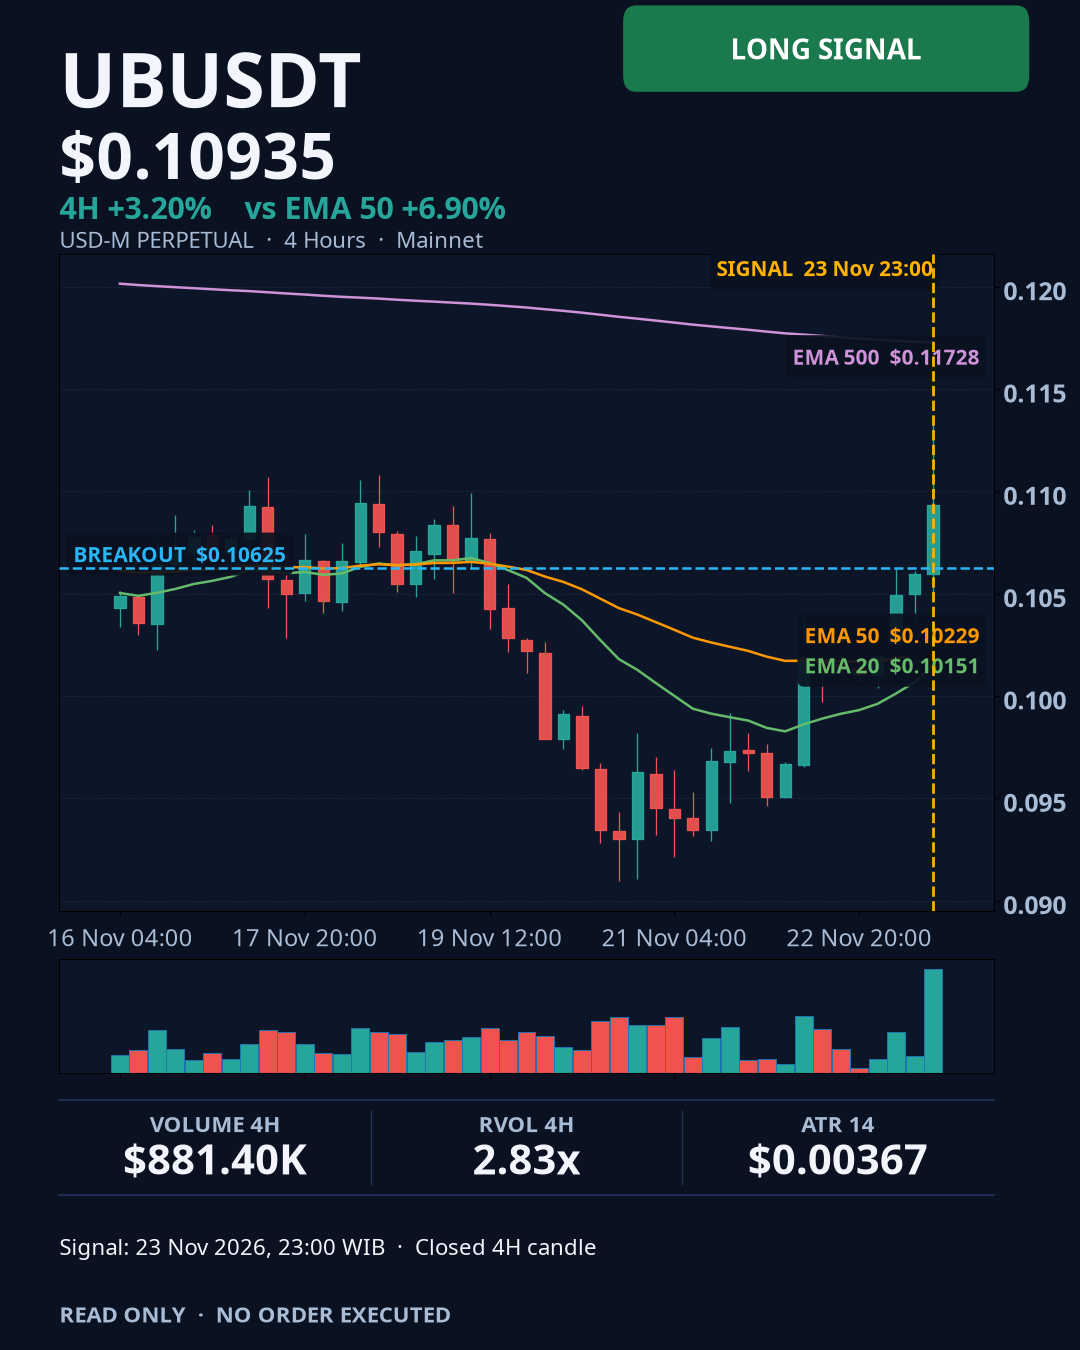 LONG SIGNAL
UBUSDT
$0.10935
4H +3.20% vs EMA 50 +6.90%
USD-M PERPETUAL · 4 Hours · Mainnet
SIGNAL 23 Nov 23:00
0.120
EMA 500 $0.11728
0.115
0.110
BREAKOUT $0.10625
0.105
EMA 50 $0.10229
EMA 20 $0.10151
0.100
0.095
0.090
16 Nov 04:00 17 Nov 20:00 19 Nov 12:00 21 Nov 04:00 22 Nov 20:00
VOLUME 4H RVOL 4H ATR 14
$881.40K 2.83x $0.00367
Signal: 23 Nov 2026, 23:00 WIB · Closed 4H candle
READ ONLY · NO ORDER EXECUTED